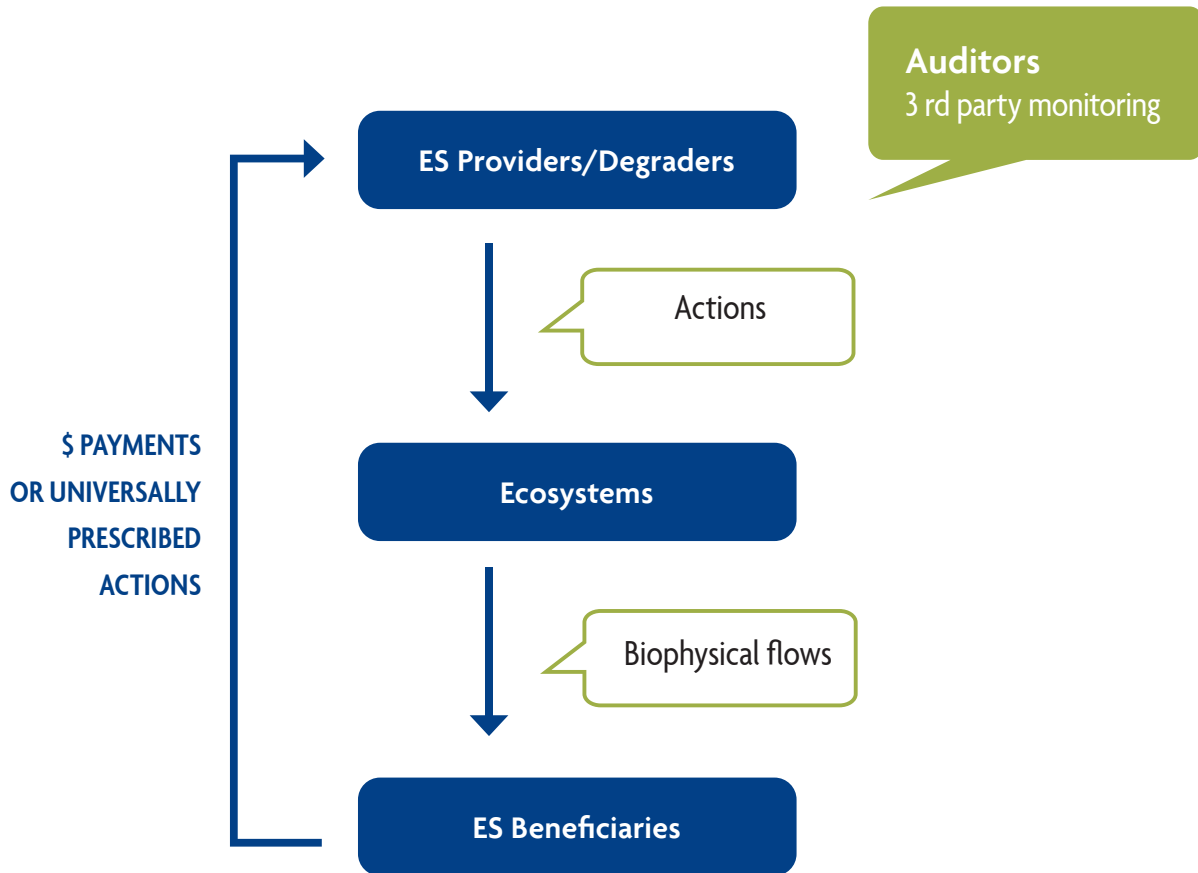 Auditors
3 rd party monitoring
ES Providers/Degraders
Actions
$ PAYMENTS
OR UNIVERSALLY
PRESCRIBED
ACTIONS
Ecosystems
Biophysical flows
ES Beneficiaries